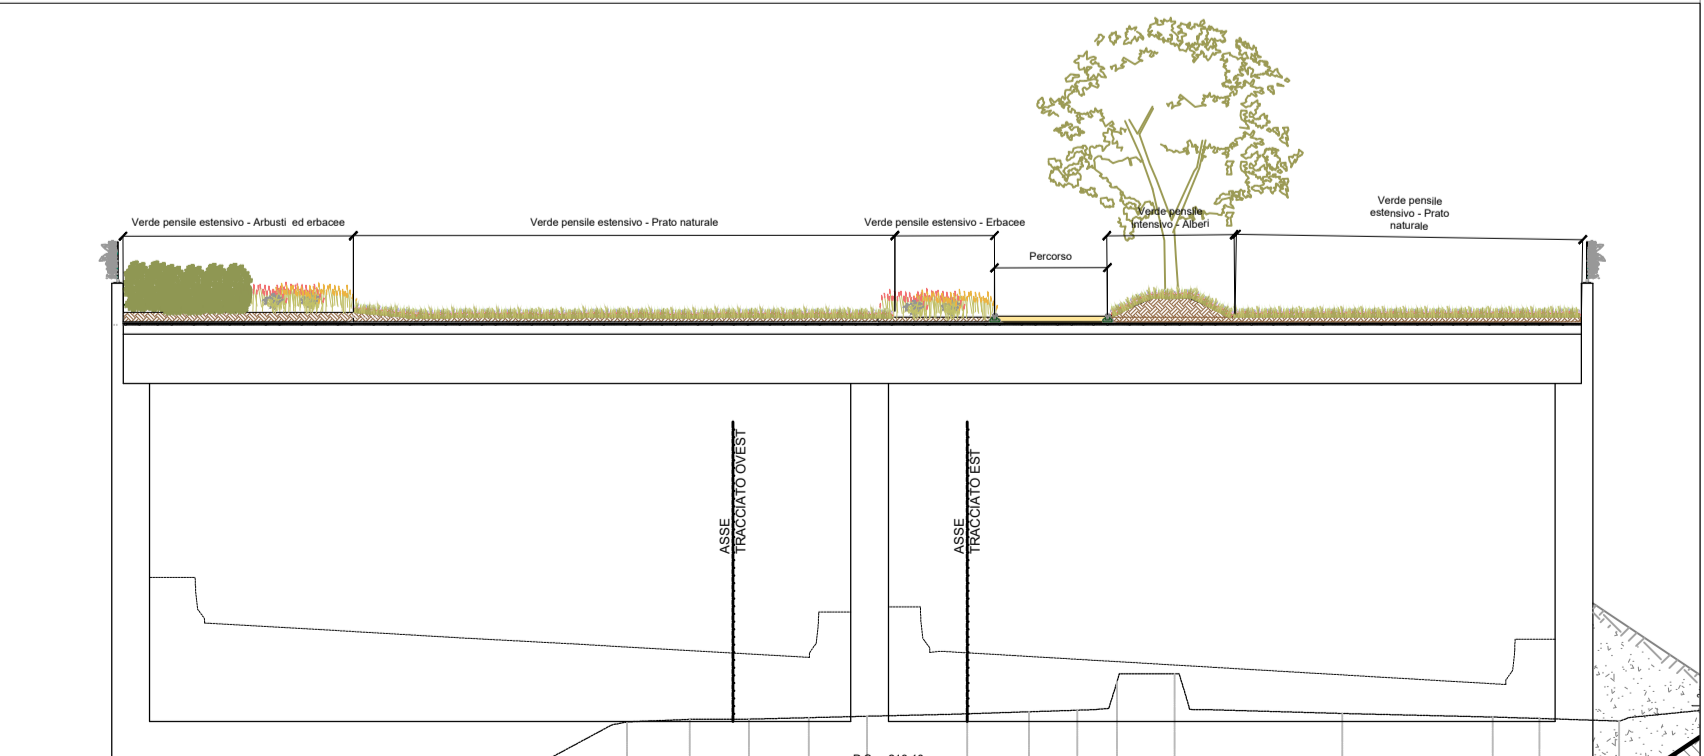 Verde pensile estensivo - Arbusti ed erbacee
Verde pensile estensivo - Prato naturale
Verde pensile estensivo - Erbacee
Percorso
Verde pensile
intensivo - Alberi
Verde pensile
estensivo - Prato
naturale
ASSE
TRACCIATO OVEST
ASSE
TRACCIATO EST